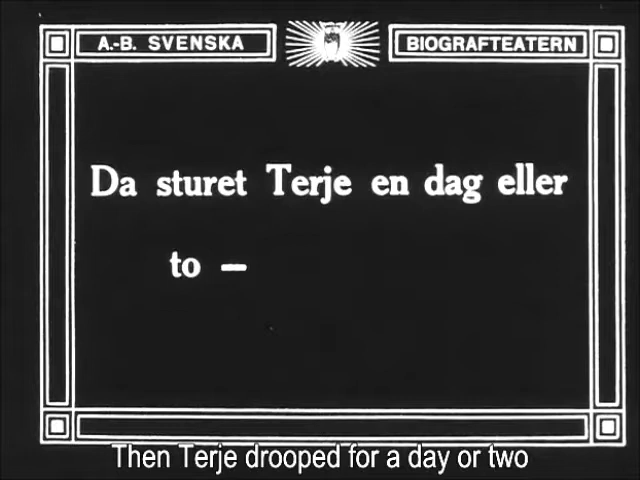 A.-B. SVENSKA BIOGRAFTEATERN
Da sturet Terje en dag eller
to —
Then Terje drooped for a day or two